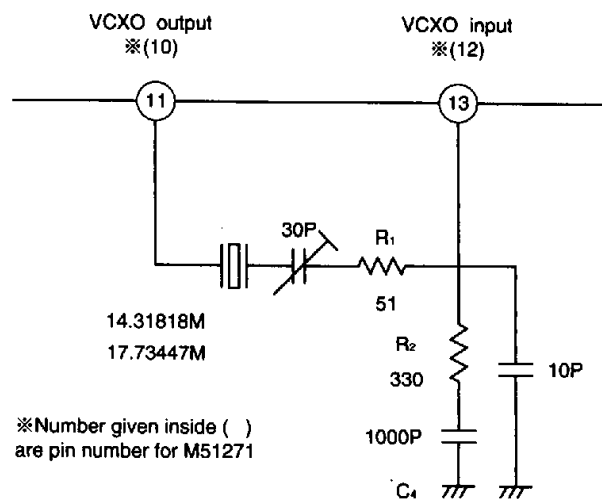 VCXO output
※(10)
VCXO input
※(12)
11
13
30P
R₁
51
14.31818M
17.73447M
R₂
330
10P
1000P
C₄
※Number given inside ( )
are pin number for M51271